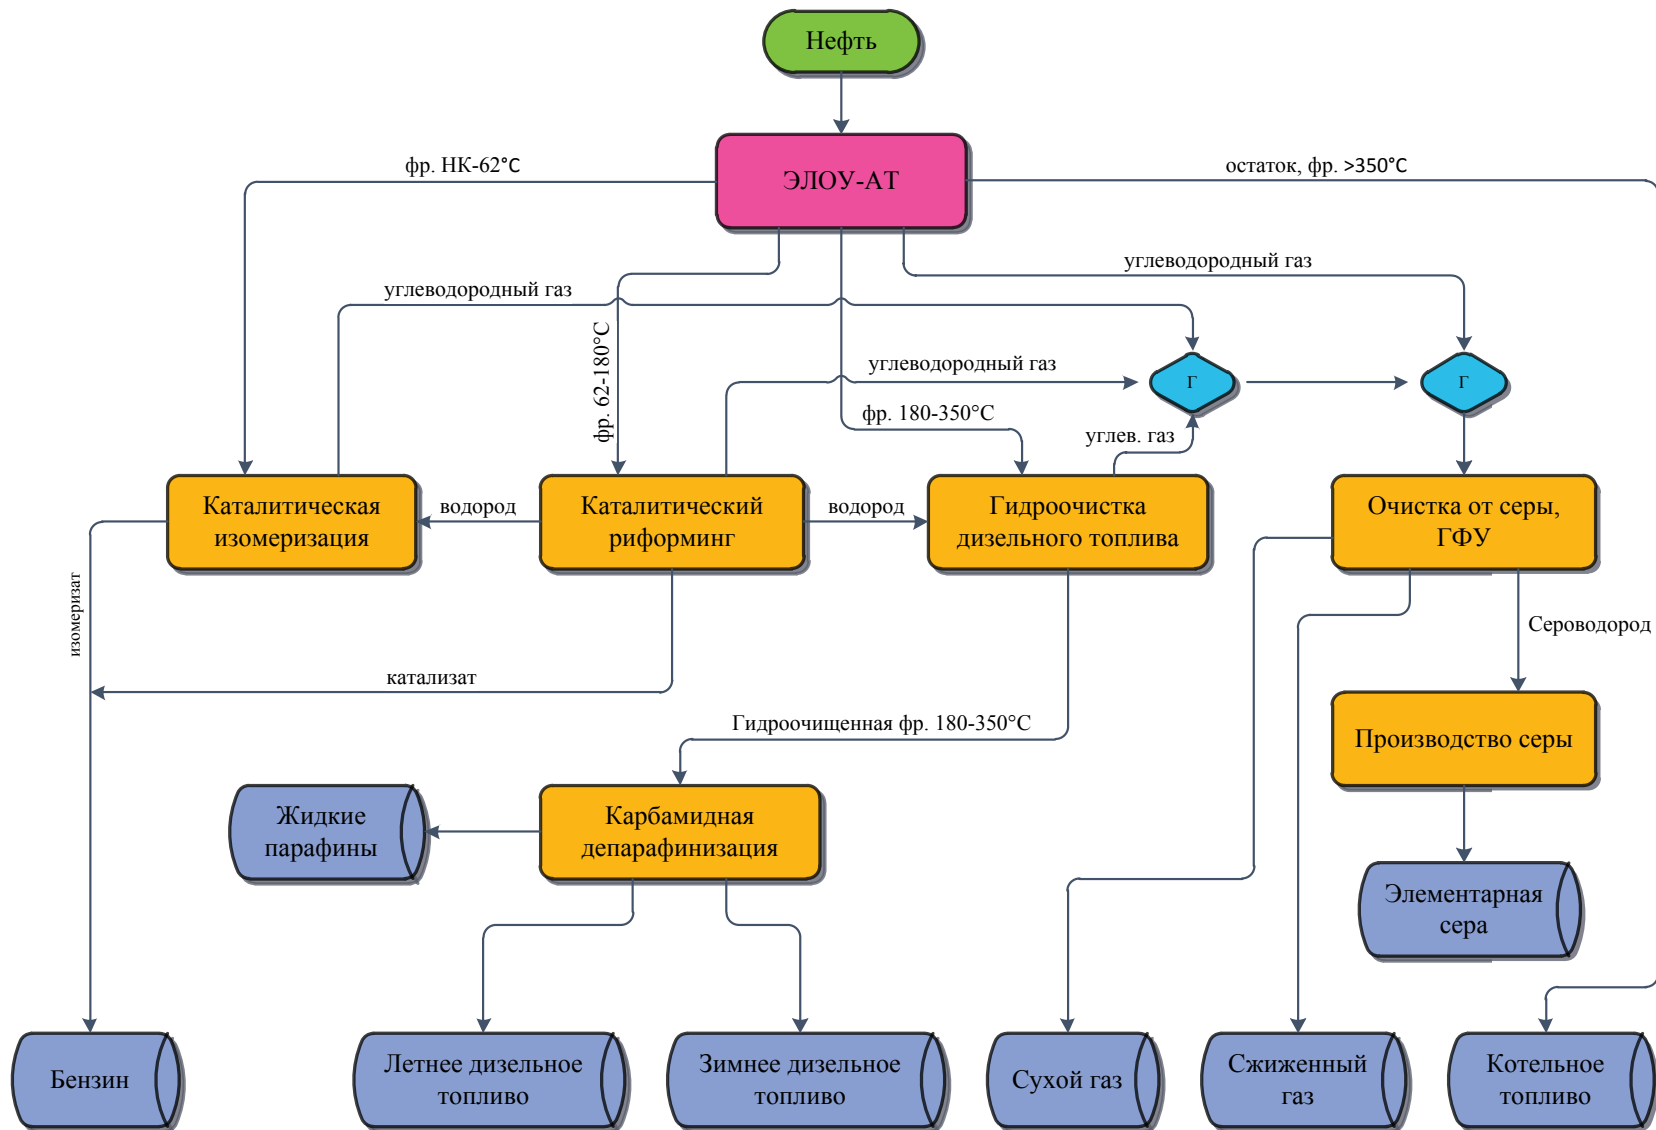 Нефть
ЭЛОУ-АТ
фр. НК-62°C
остаток, фр. >350°C
углеводородный газ
углеводородный газ
фр. 62-180°C
углеводородный газ
Г
Г
фр. 180-350°C
углев. газ
Каталитическая
изомеризация
водород
Каталитический
риформинг
водород
Гидроочистка
дизельного топлива
Очистка от серы,
ГФУ
изомеризат
Сероводород
катализат
Гидроочищенная фр. 180-350°C
Производство серы
Жидкие
парафины
Карбамидная
депарафинизация
Элементарная
сера
Бензин
Летнее дизельное
топливо
Зимнее дизельное
топливо
Сухой газ
Сжиженный
газ
Котельное
топливо